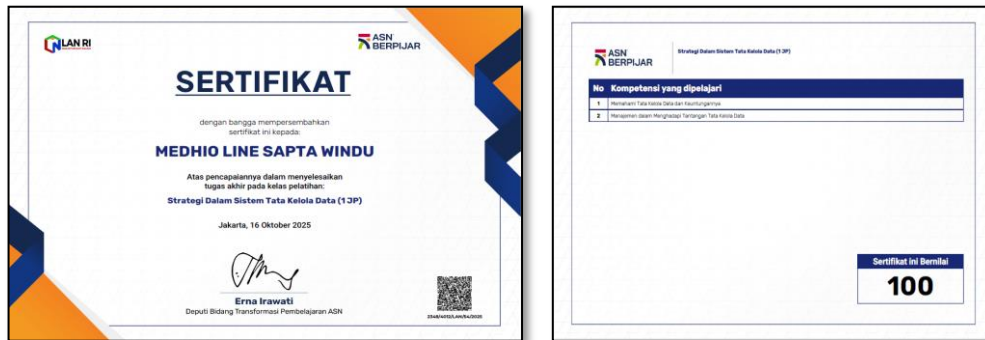 LAN RI
ASN
BERPIJAR
SERTIFIKAT
dengan bangga mempersembahkan
sertifikat ini kepada:
MEDHIO LINE SAPTA WINDU
Atas pencapaiannya dalam menyelesaikan
tugas akhir pada kelas pelatihan:
Strategi Dalam Sistem Tata Kelola Data (1 JP)
Jakarta, 16 Oktober 2025
Erna Irawati
Deputi Bidang Transformasi Pembelajaran ASN
ASN
BERPIJAR
Strategi Dalam Sistem Tata Kelola Data (1 JP)
No Kompetensi yang dipelajari
1 Memahami Tata Kelola Data dan Keuntungannya
2 Manajemen dalam Menghadapi Tantangan Tata Kelola Data
Sertifikat ini Bernilai
100